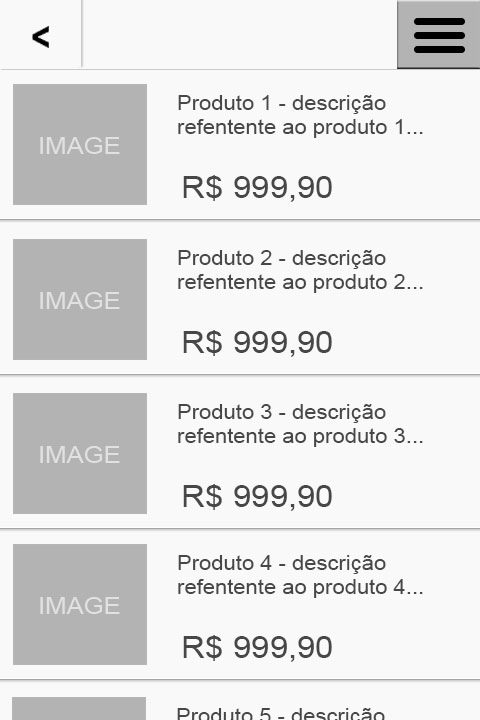 <
IMAGE
Produto 1 - descrição
refentente ao produto 1...
R$ 999,90
IMAGE
Produto 2 - descrição
refentente ao produto 2...
R$ 999,90
IMAGE
Produto 3 - descrição
refentente ao produto 3...
R$ 999,90
IMAGE
Produto 4 - descrição
refentente ao produto 4...
R$ 999,90
Produto 5 - descrição